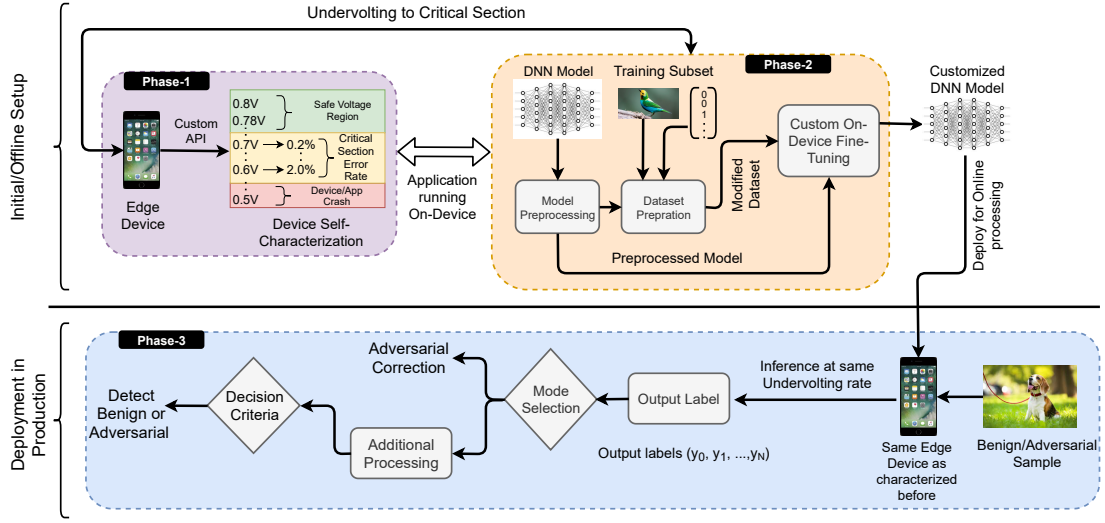 Undervolting to Critical Section
Initial/Offline Setup
Phase-1
Custom
API
Edge
Device
0.8V
0.78V
Safe Voltage
Region
0.7V
0.2%
0.6V
2.0%
Critical
Section
Error
Rate
0.5V
Device/App
Crash
Device Self-
Characterization
Application
running
On-Device
Phase-2
DNN Model
Training Subset
0
0
1
Model
Preprocessing
Dataset
Prepration
Modified
Dataset
Custom On-
Device Fine-
Tuning
Preprocessed Model
Customized
DNN Model
Deploy for Online
processing
Deployment in
Production
Phase-3
Detect
Benign or
Adversarial
Decision
Criteria
Adversarial
Correction
Additional
Processing
Mode
Selection
Output Label
Output labels (y0, y1, ...,yN)
Inference at same
Undervolting rate
Same Edge
Device as
characterized
before
Benign/Adversarial
Sample